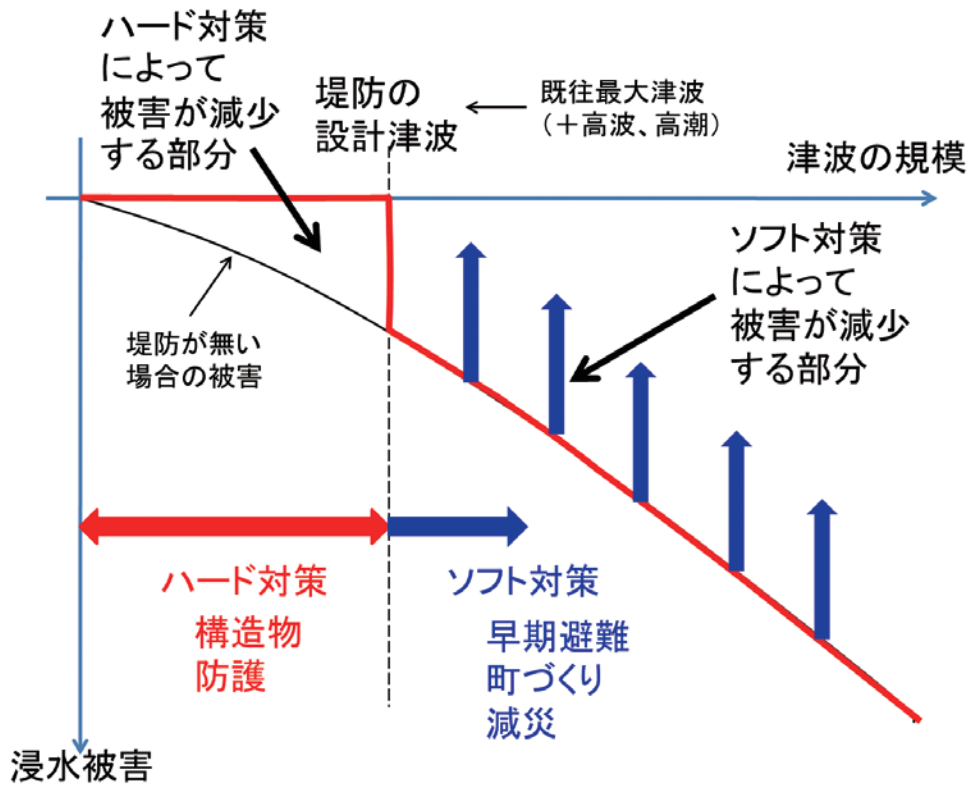 ハード対策
によって
被害が減少
する部分
堤防の
設計津波
既往最大津波
（＋高波、高潮）
津波の規模
ソフト対策
によって
被害が減少
する部分
堤防が無い
場合の被害
ハード対策
構造物
防護
ソフト対策
早期避難
町づくり
減災
浸水被害